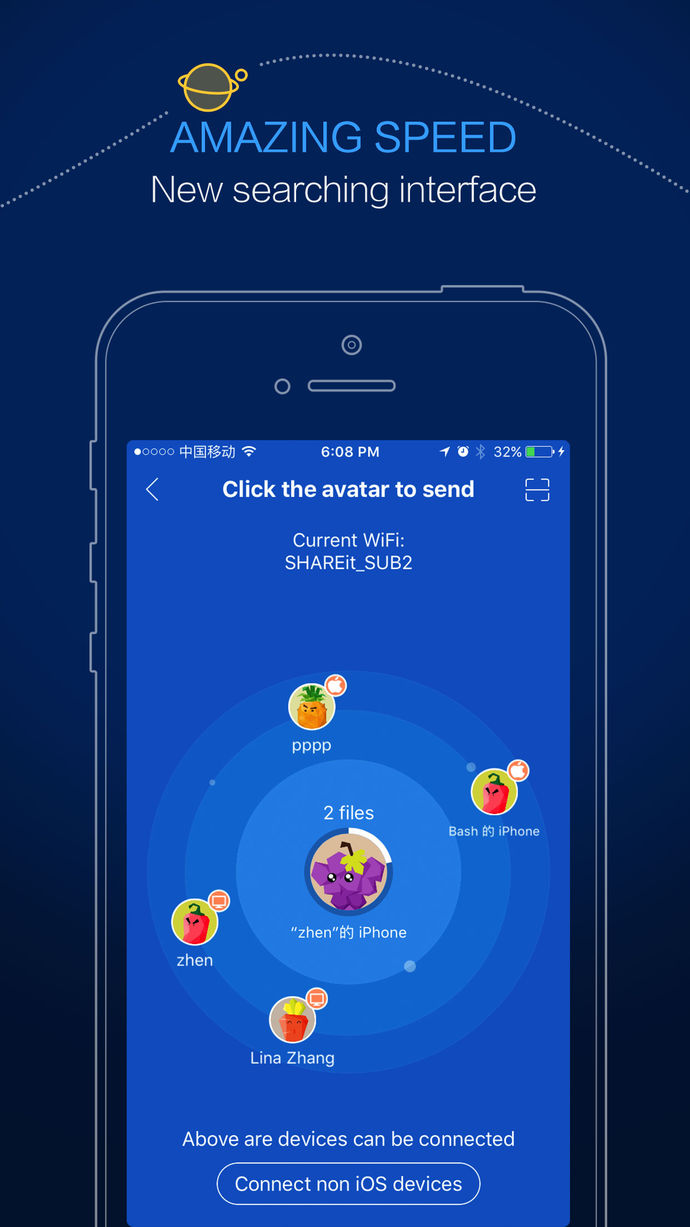 AMAZING SPEED
New searching interface
中国移动 6:08 PM 32%
Click the avatar to send
Current WiFi:
SHAREit_SUB2
pppp
Bash 的 iPhone
2 files
“zhen”的 iPhone
zhen
Lina Zhang
Above are devices can be connected
Connect non iOS devices